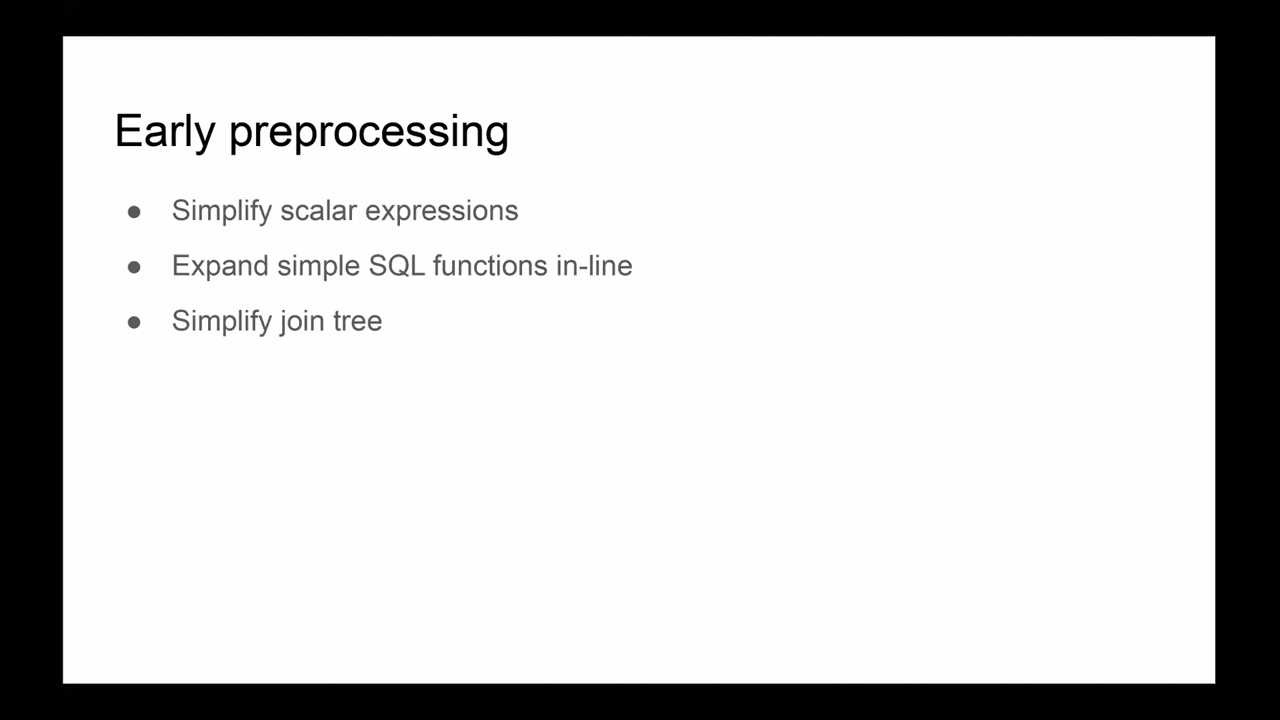 Early preprocessing
● Simplify scalar expressions
● Expand simple SQL functions in-line
● Simplify join tree